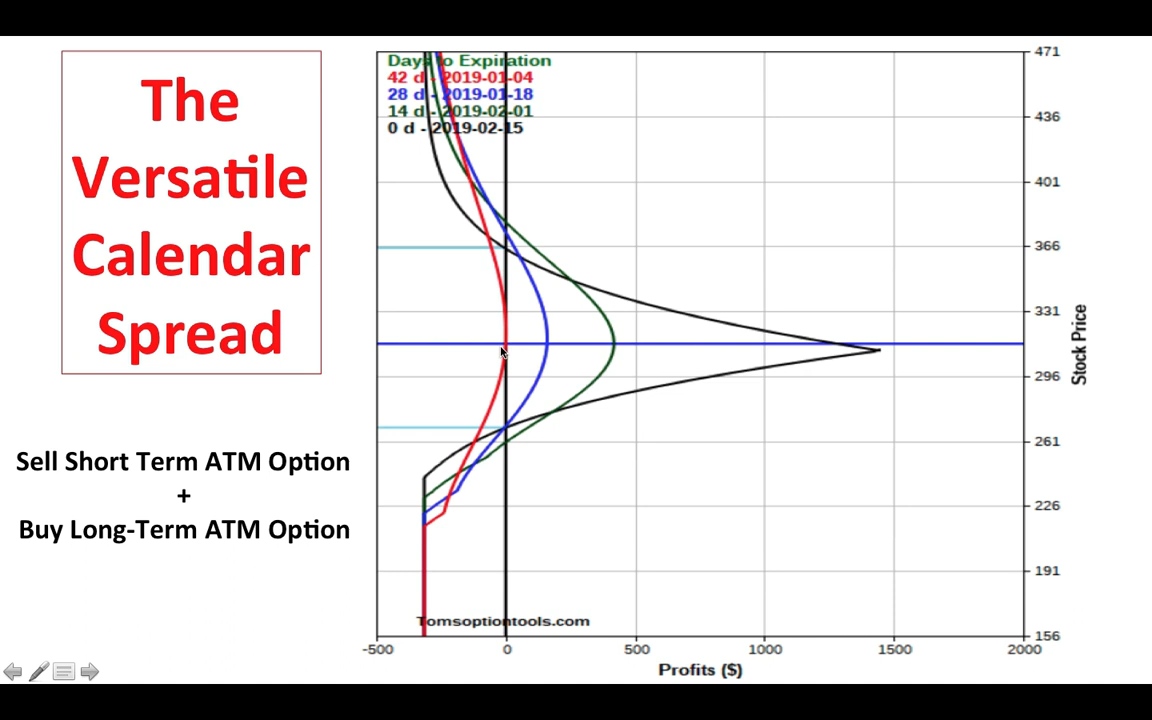 The
Versatile
Calendar
Spread
Sell Short Term ATM Option
+
Buy Long-Term ATM Option
Days to Expiration
42 d - 2019-01-04
28 d - 2019-01-18
14 d - 2019-02-01
0 d - 2019-02-15
471
436
401
366
331
296
261
226
191
156
Stock Price
Tomsoptiontools.com
-500
0
500
1000
1500
2000
Profits ($)